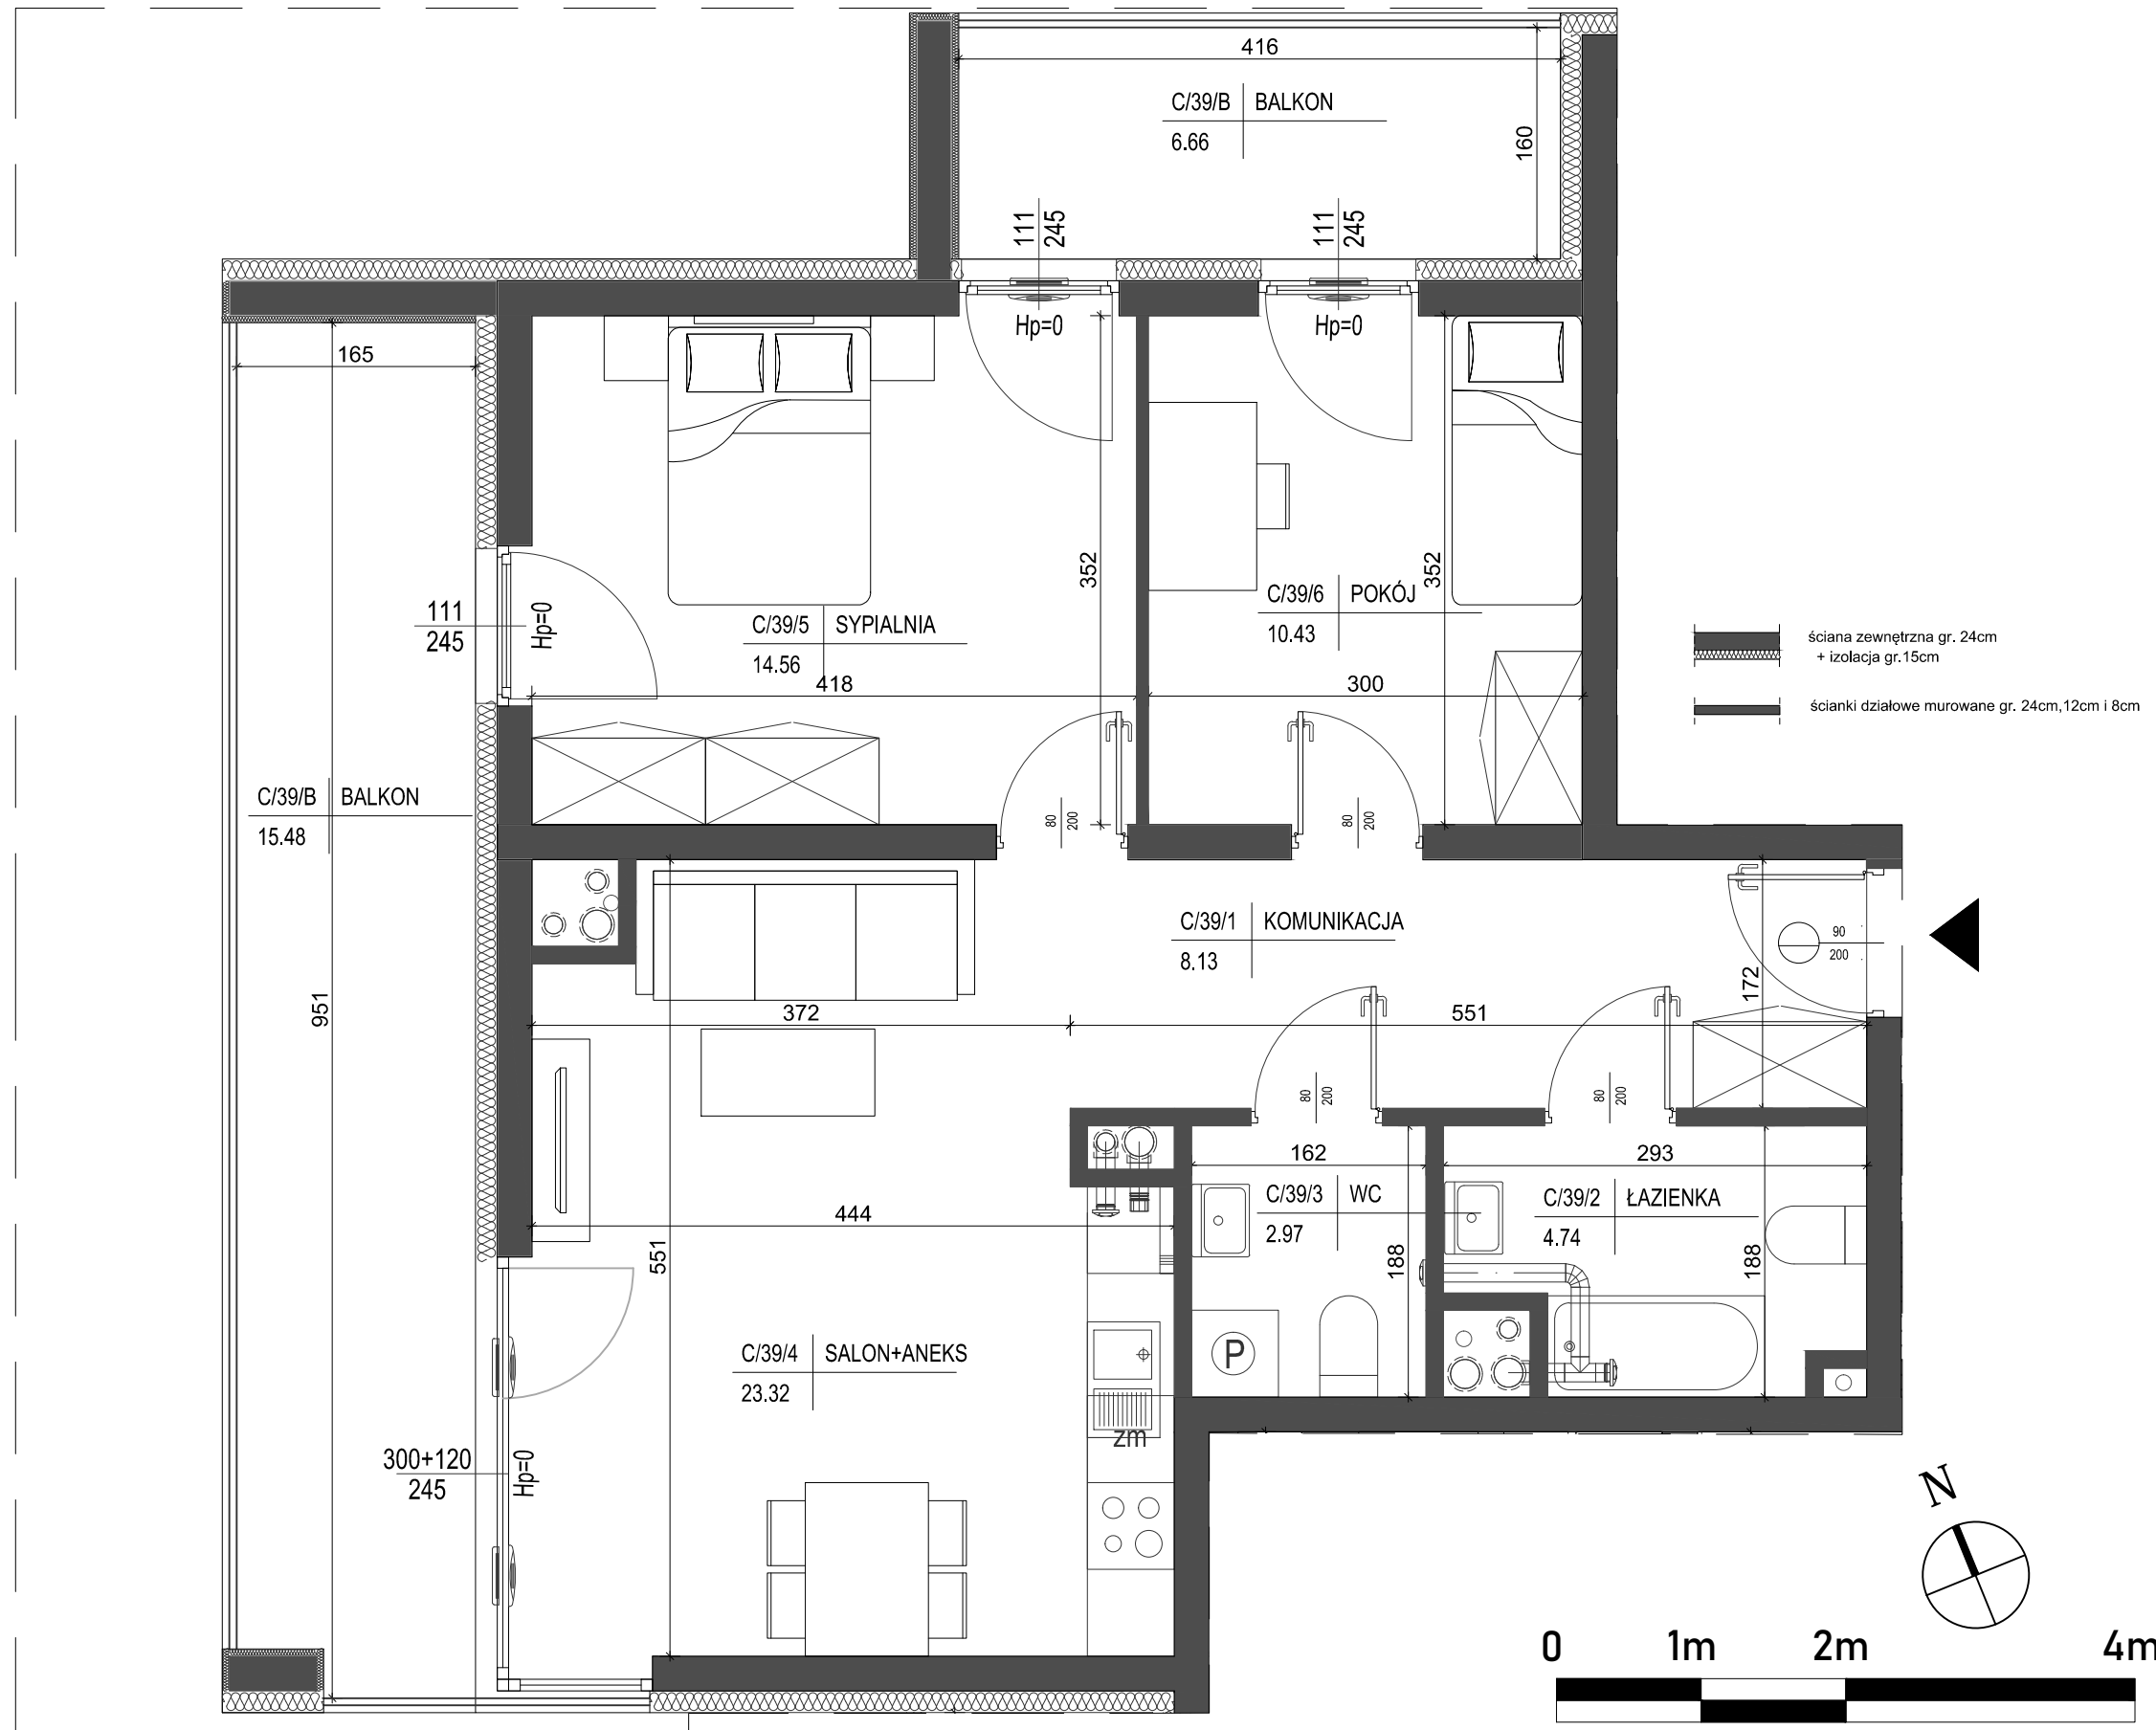 416
C/39/B BALKON
6.66
160
111
245
111
245
Hp=0
Hp=0
165
352
352
111
245
Hp=0
C/39/5 SYPIALNIA
14.56
418
C/39/6 POKÓJ
10.43
300
ściana zewnętrzna gr. 24cm
+ izolacja gr.15cm
ścianki działowe murowane gr. 24cm,12cm i 8cm
C/39/B BALKON
15.48
80
200
80
200
C/39/1 KOMUNIKACJA
8.13
90
200
951
372
551
172
80
200
80
200
162
293
C/39/3 WC
2.97
C/39/2 ŁAZIENKA
4.74
444
551
188
188
C/39/4 SALON+ANEKS
23.32
P
zm
300+120
245
Hp=0
N
0 1m 2m 4m